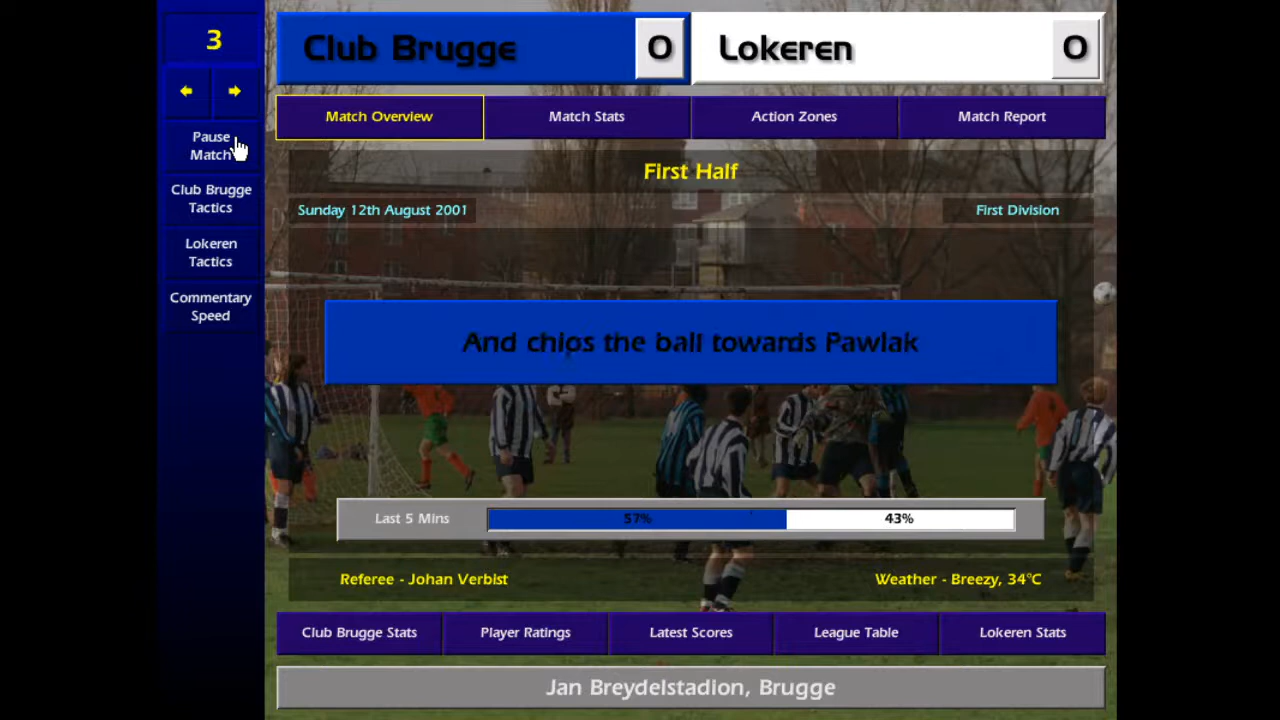 3
Club Brugge 0 Lokeren 0
Match Overview Match Stats Action Zones Match Report
Pause
Match
First Half
Club Brugge
Tactics
Sunday 12th August 2001 First Division
Lokeren
Tactics
Commentary
Speed
And chips the ball towards Pawlak
Last 5 Mins 57% 43%
Referee - Johan Verbist Weather - Breezy, 34°C
Club Brugge Stats Player Ratings Latest Scores League Table Lokeren Stats
Jan Breydelstadion, Brugge